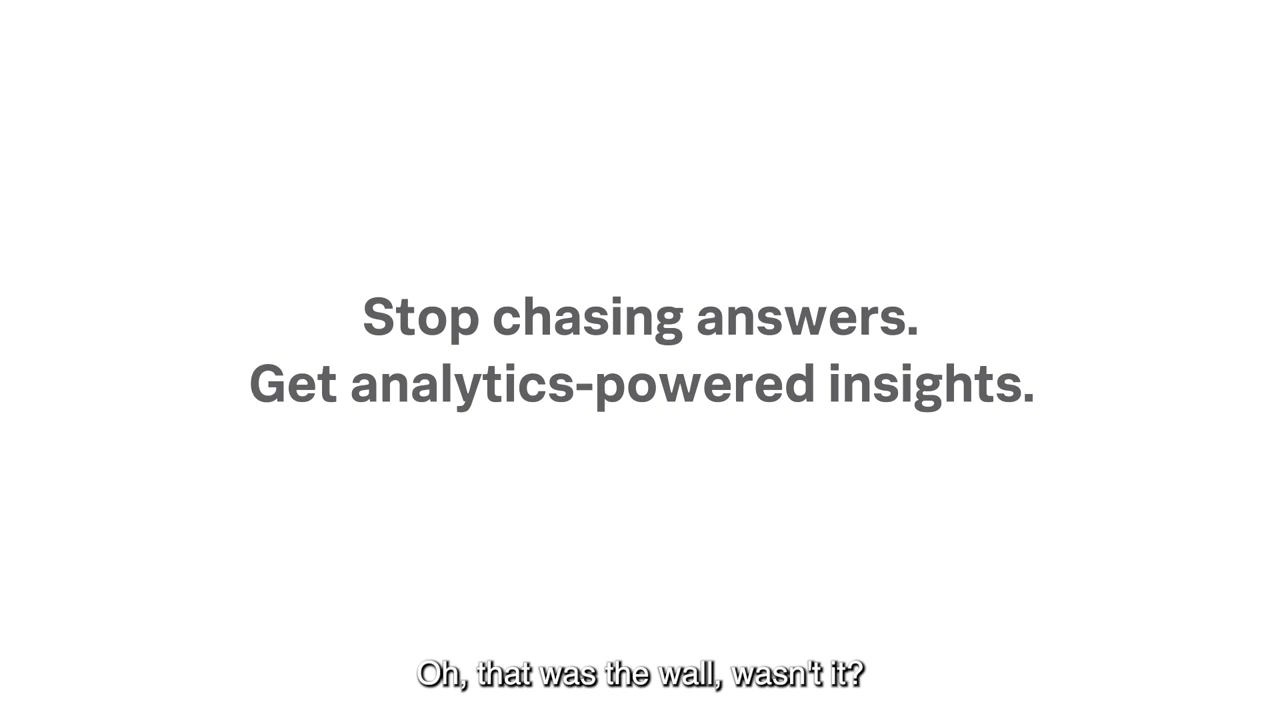 Stop chasing answers.
Get analytics-powered insights.
Oh, that was the wall, wasn't it?